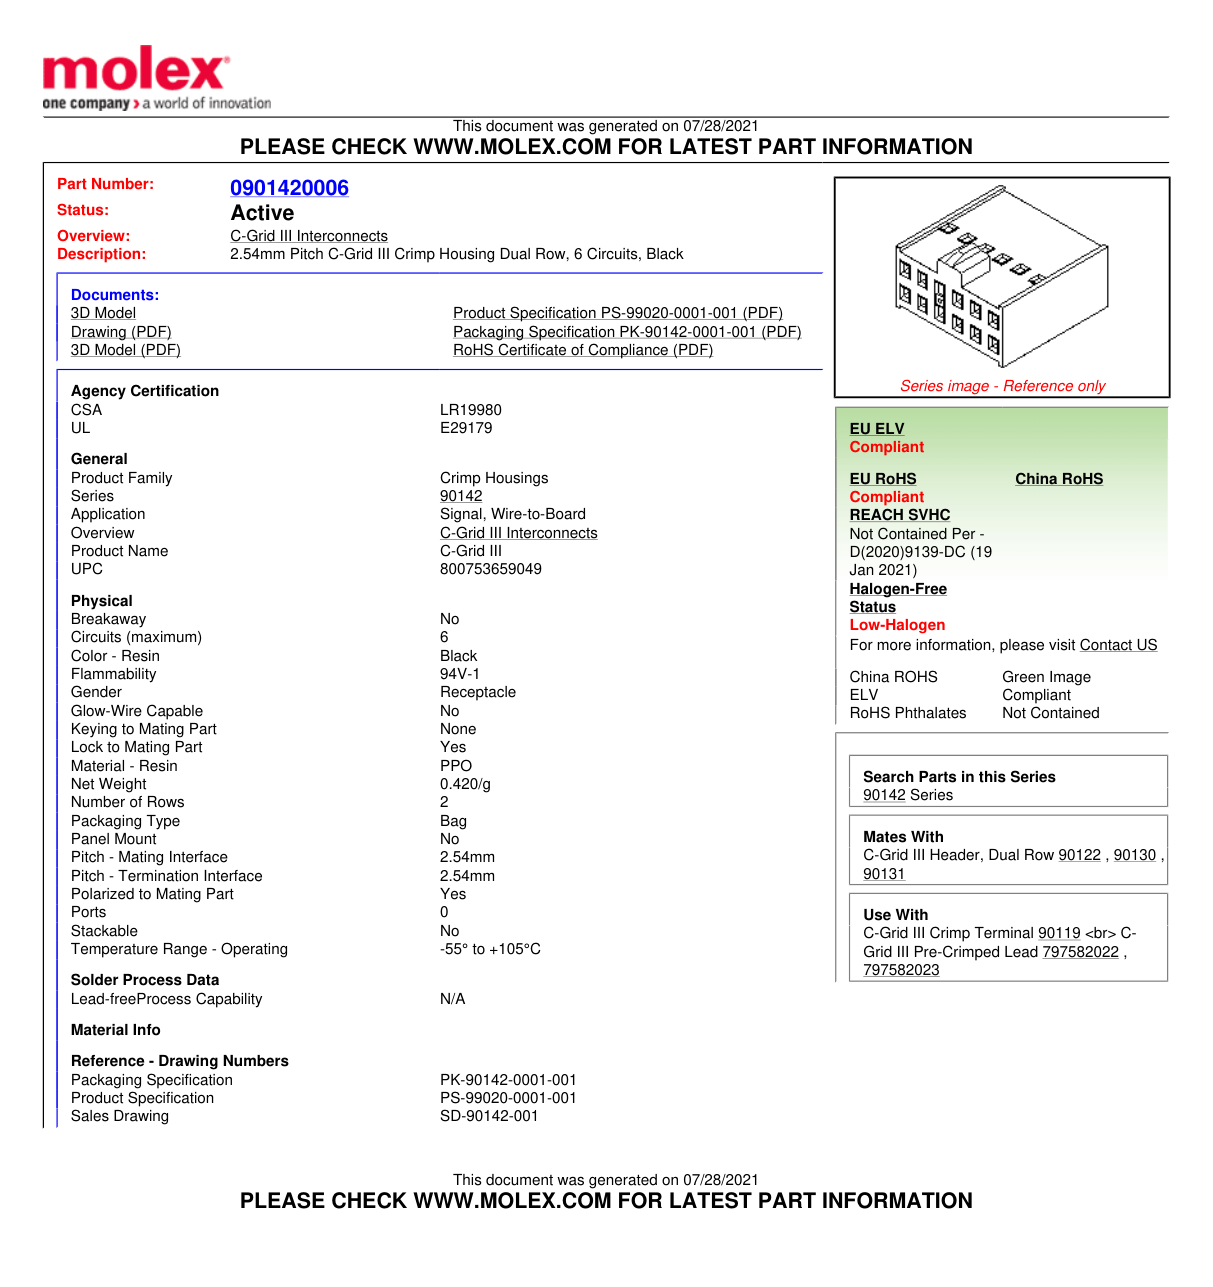 molex®
one company › a world of innovation
This document was generated on 07/28/2021
PLEASE CHECK WWW.MOLEX.COM FOR LATEST PART INFORMATION
Part Number: 0901420006
Status: Active
Overview: C-Grid III Interconnects
Description: 2.54mm Pitch C-Grid III Crimp Housing Dual Row, 6 Circuits, Black
Documents:
3D Model Product Specification PS-99020-0001-001 (PDF)
Drawing (PDF) Packaging Specification PK-90142-0001-001 (PDF)
3D Model (PDF) RoHS Certificate of Compliance (PDF)
Agency Certification
CSA LR19980
UL E29179
General
Product Family Crimp Housings
Series 90142
Application Signal, Wire-to-Board
Overview C-Grid III Interconnects
Product Name C-Grid III
UPC 800753659049
Physical
Breakaway No
Circuits (maximum) 6
Color - Resin Black
Flammability 94V-1
Gender Receptacle
Glow-Wire Capable No
Keying to Mating Part None
Lock to Mating Part Yes
Material - Resin PPO
Net Weight 0.420/g
Number of Rows 2
Packaging Type Bag
Panel Mount No
Pitch - Mating Interface 2.54mm
Pitch - Termination Interface 2.54mm
Polarized to Mating Part Yes
Ports 0
Stackable No
Temperature Range - Operating -55° to +105°C
Solder Process Data
Lead-freeProcess Capability N/A
Material Info
Reference - Drawing Numbers
Packaging Specification PK-90142-0001-001
Product Specification PS-99020-0001-001
Sales Drawing SD-90142-001
Series image - Reference only
EU ELV
Compliant
EU RoHS China RoHS
Compliant
REACH SVHC
Not Contained Per -
D(2020)9139-DC (19
Jan 2021)
Halogen-Free
Status
Low-Halogen
For more information, please visit Contact US
China ROHS Green Image
ELV Compliant
RoHS Phthalates Not Contained
Search Parts in this Series
90142 Series
Mates With
C-Grid III Header, Dual Row 90122 , 90130 ,
90131
Use With
C-Grid III Crimp Terminal 90119 <br> C-
Grid III Pre-Crimped Lead 797582022 ,
797582023
This document was generated on 07/28/2021
PLEASE CHECK WWW.MOLEX.COM FOR LATEST PART INFORMATION